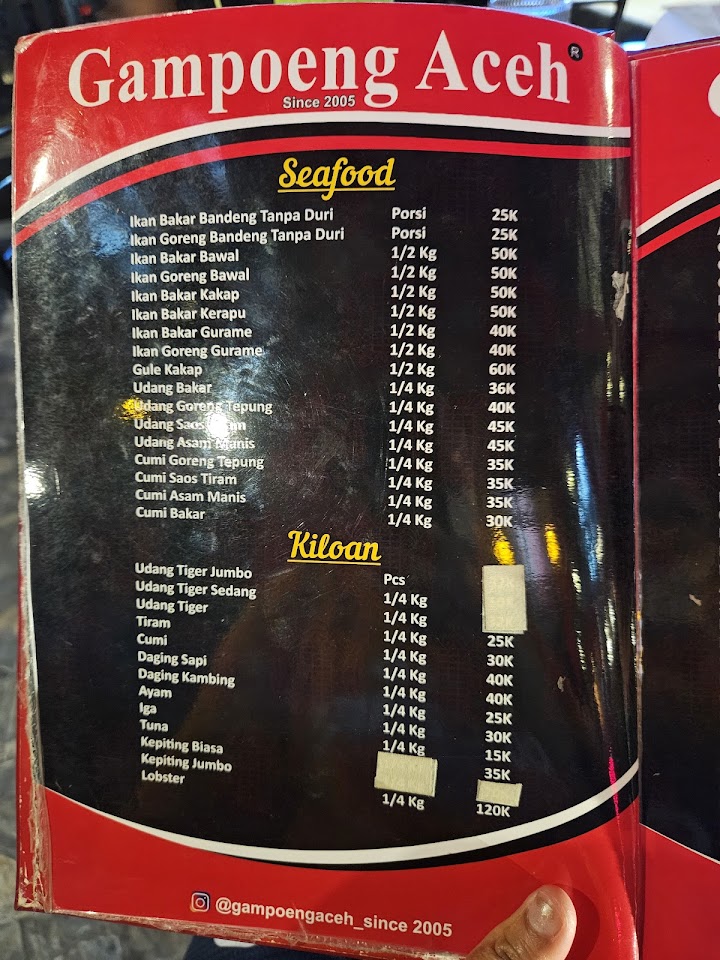 Gampoeng Aceh ®
Since 2005
Seafood
Ikan Bakar Bandeng Tanpa Duri Porsi 25K
Ikan Goreng Bandeng Tanpa Duri Porsi 25K
Ikan Bakar Bawal 1/2 Kg 50K
Ikan Goreng Bawal 1/2 Kg 50K
Ikan Bakar Kakap 1/2 Kg 50K
Ikan Bakar Kerapu 1/2 Kg 50K
Ikan Bakar Gurame 1/2 Kg 40K
Ikan Goreng Gurame 1/2 Kg 40K
Gule Kakap 1/2 Kg 60K
Udang Bakar 1/4 Kg 36K
Udang Goreng Tepung 1/4 Kg 40K
Udang Saos Tiram 1/4 Kg 45K
Udang Asam Manis 1/4 Kg 45K
Cumi Goreng Tepung 1/4 Kg 35K
Cumi Saos Tiram 1/4 Kg 35K
Cumi Asam Manis 1/4 Kg 35K
Cumi Bakar 1/4 Kg 30K
Kiloan
Udang Tiger Jumbo Pcs
Udang Tiger Sedang 1/4 Kg
Udang Tiger 1/4 Kg
Tiram 1/4 Kg 25K
Cumi 1/4 Kg 30K
Daging Sapi 1/4 Kg 40K
Daging Kambing 1/4 Kg 40K
Ayam 1/4 Kg 25K
Iga 1/4 Kg 30K
Tuna 1/4 Kg 15K
Kepiting Biasa 35K
Kepiting Jumbo
Lobster 1/4 Kg 120K
@gampoengaceh_since 2005